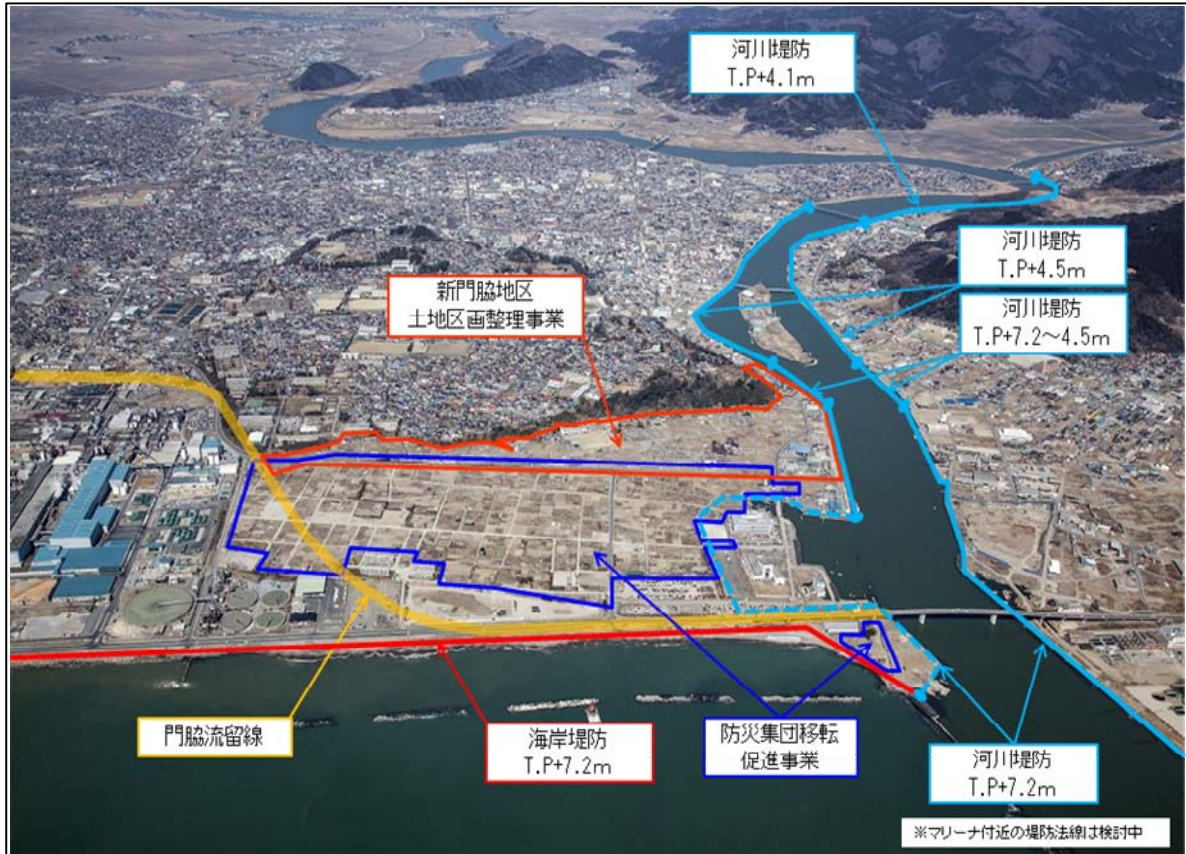 河川堤防
T.P+4.1m
河川堤防
T.P+4.5m
新門脇地区
土地区画整理事業
河川堤防
T.P+7.2～4.5m
門脇流留線
海岸堤防
T.P+7.2m
防災集団移転
促進事業
河川堤防
T.P+7.2m
※マリーナ付近の堤防法線は検討中